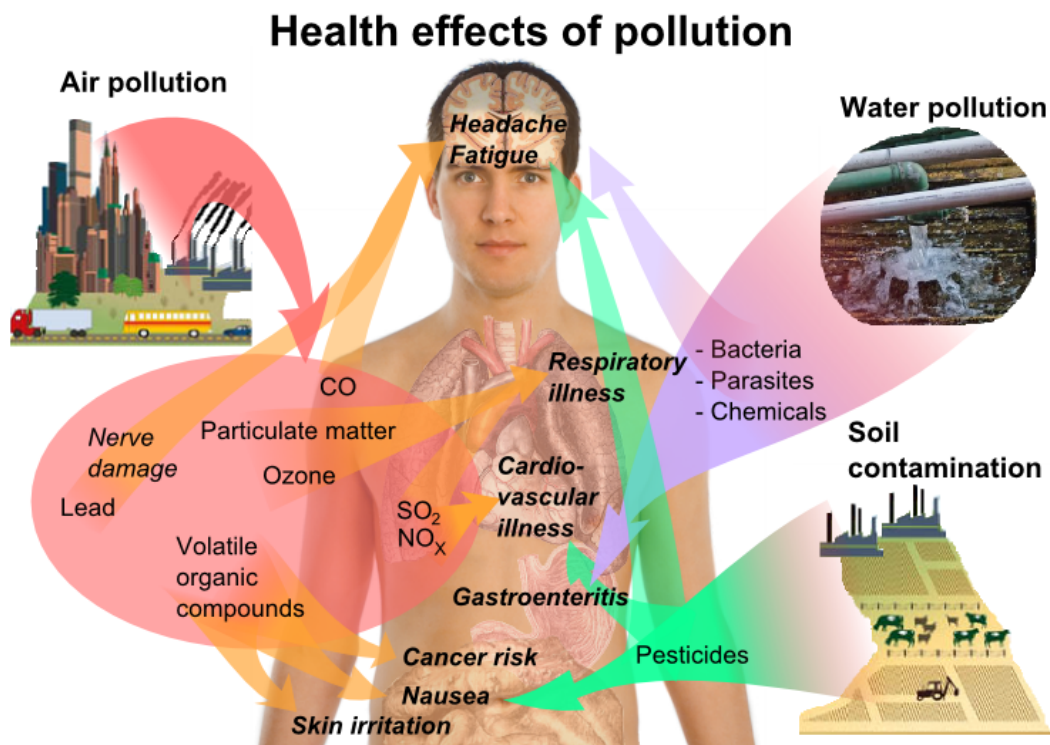 Health effects of pollution
Air pollution
Water pollution
Headache
Fatigue
- Bacteria
- Parasites
- Chemicals
Respiratory
illness
CO
Particulate matter
Nerve
damage
Ozone
Lead
Soil
contamination
Cardio-
vascular
illness
SO₂
NOₓ
Volatile
organic
compounds
Gastroenteritis
Cancer risk
Pesticides
Nausea
Skin irritation